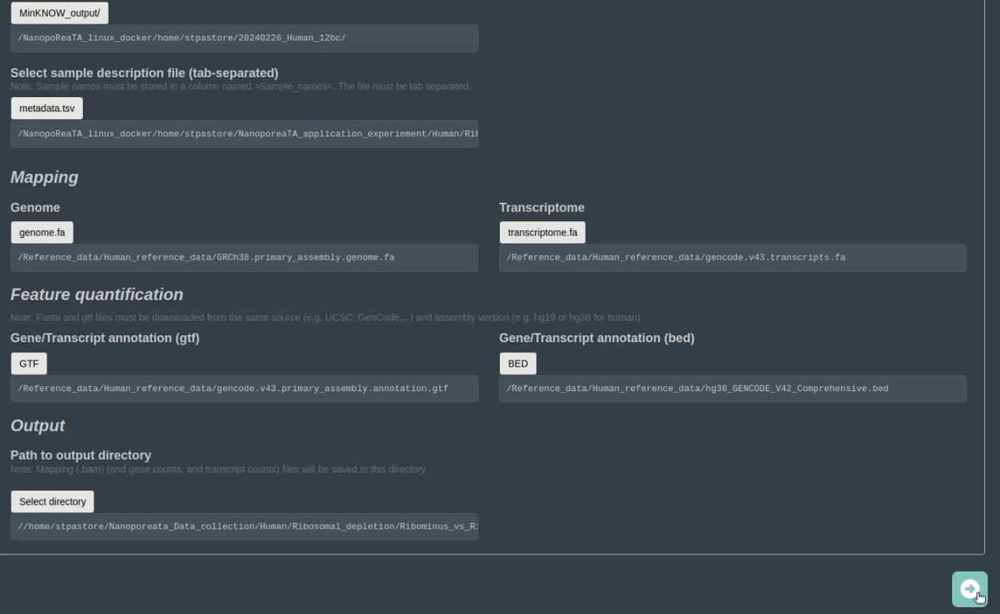 MinKNOW_output/
/NanopoReaTA_linux_docker/home/stpastore/20240226_Human_12bc/
Select sample description file (tab-separated)
Note: Sample names must be stored in a column named >Sample_names<. The file must be tab separated.
metadata.tsv
/NanopoReaTA_linux_docker/home/stpastore/NanoporeaTA_application_experiement/Human/Ril
Mapping
Genome
Transcriptome
genome.fa
transcriptome.fa
/Reference_data/Human_reference_data/GRCh38.primary_assembly.genome.fa
/Reference_data/Human_reference_data/gencode.v43.transcripts.fa
Feature quantification
Note: Fasta and gtf files must be downloaded from the same source (e.g. UCSC, GenCode,...) and assembly version (e.g. hg19 or hg38 for human)
Gene/Transcript annotation (gtf)
Gene/Transcript annotation (bed)
GTF
BED
/Reference_data/Human_reference_data/gencode.v43.primary_assembly.annotation.gtf
/Reference_data/Human_reference_data/hg38_GENCODE_V42_Comprehensive.bed
Output
Path to output directory
Note: Mapping (.bam) (and gene counts, and transcript counts) files will be saved to this directory.
Select directory
//home/stpastore/Nanoporeata_Data_collection/Human/Ribosomal_depletion/Ribominus_vs_R: